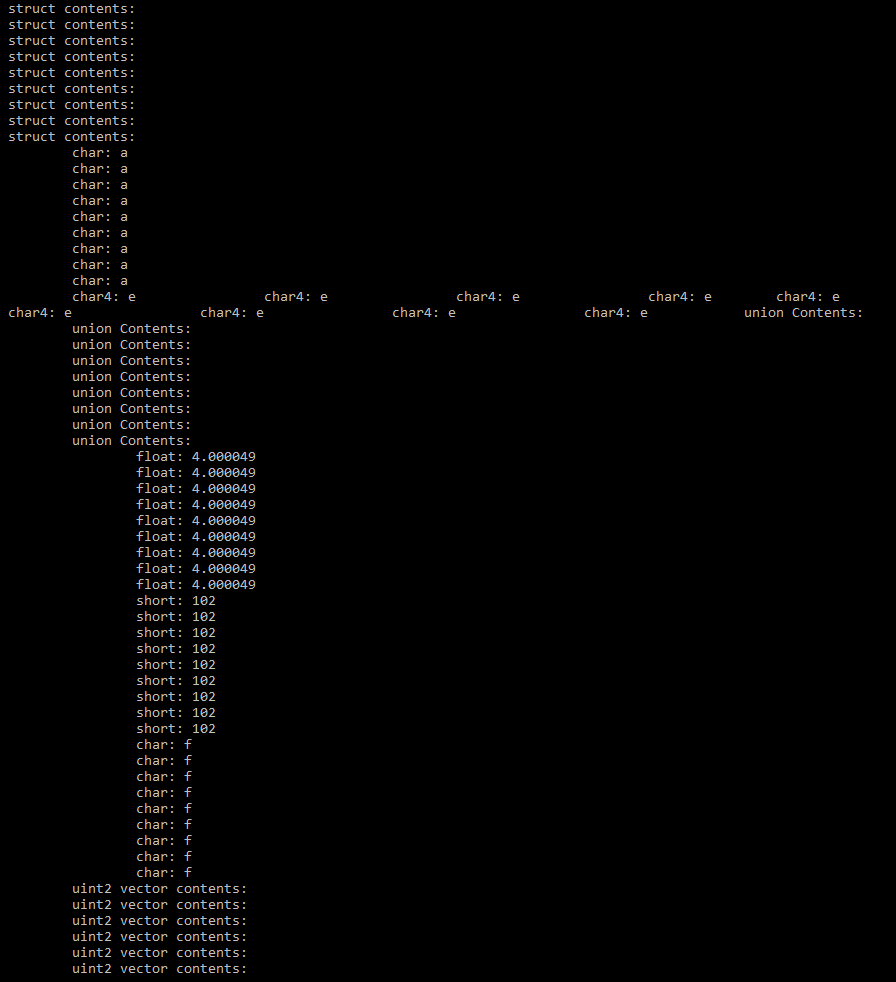 struct contents:
struct contents:
struct contents:
struct contents:
struct contents:
struct contents:
struct contents:
struct contents:
struct contents:
char: a
char: a
char: a
char: a
char: a
char: a
char: a
char: a
char: a
char4: e char4: e char4: e char4: e char4: e
char4: e char4: e char4: e char4: e union Contents:
union Contents:
union Contents:
union Contents:
union Contents:
union Contents:
union Contents:
union Contents:
union Contents:
float: 4.000049
float: 4.000049
float: 4.000049
float: 4.000049
float: 4.000049
float: 4.000049
float: 4.000049
float: 4.000049
float: 4.000049
short: 102
short: 102
short: 102
short: 102
short: 102
short: 102
short: 102
short: 102
short: 102
char: f
char: f
char: f
char: f
char: f
char: f
char: f
char: f
char: f
uint2 vector contents:
uint2 vector contents:
uint2 vector contents:
uint2 vector contents:
uint2 vector contents:
uint2 vector contents: